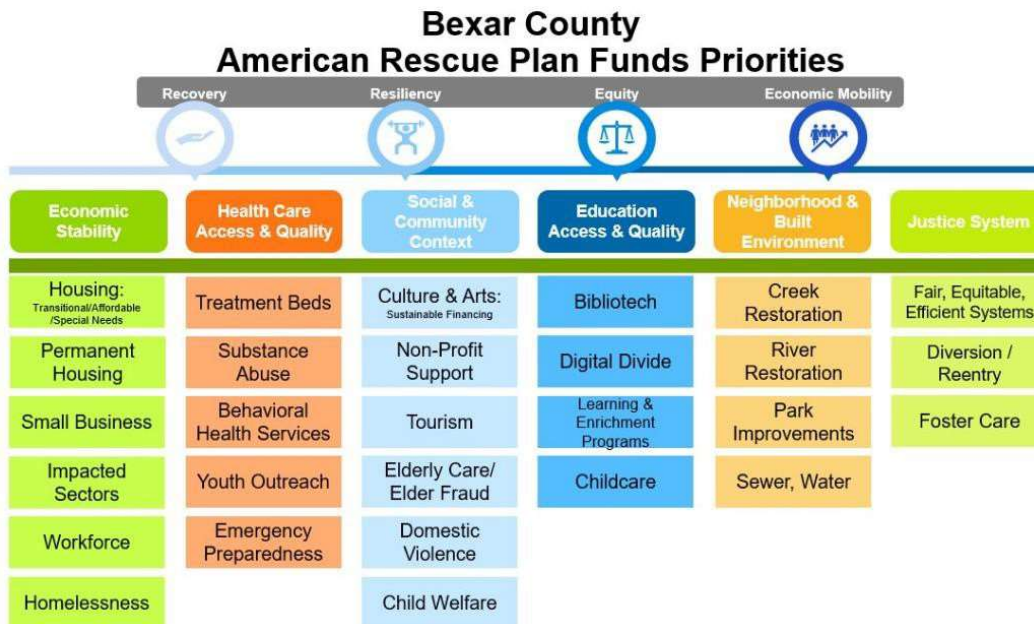 Bexar County
American Rescue Plan Funds Priorities
Recovery
Resiliency
Equity
Economic Mobility
Economic
Stability
Health Care
Access & Quality
Social &
Community
Context
Education
Access & Quality
Neighborhood &
Built
Environment
Justice System
Housing:
Transitional/Affordable
/Special Needs
Permanent
Housing
Small Business
Impacted
Sectors
Workforce
Homelessness
Treatment Beds
Substance
Abuse
Behavioral
Health Services
Youth Outreach
Emergency
Preparedness
Culture & Arts:
Sustainable Financing
Non-Profit
Support
Tourism
Elderly Care/
Elder Fraud
Domestic
Violence
Child Welfare
Bibliotech
Digital Divide
Learning &
Enrichment
Programs
Childcare
Creek
Restoration
River
Restoration
Park
Improvements
Sewer, Water
Fair, Equitable,
Efficient Systems
Diversion /
Reentry
Foster Care